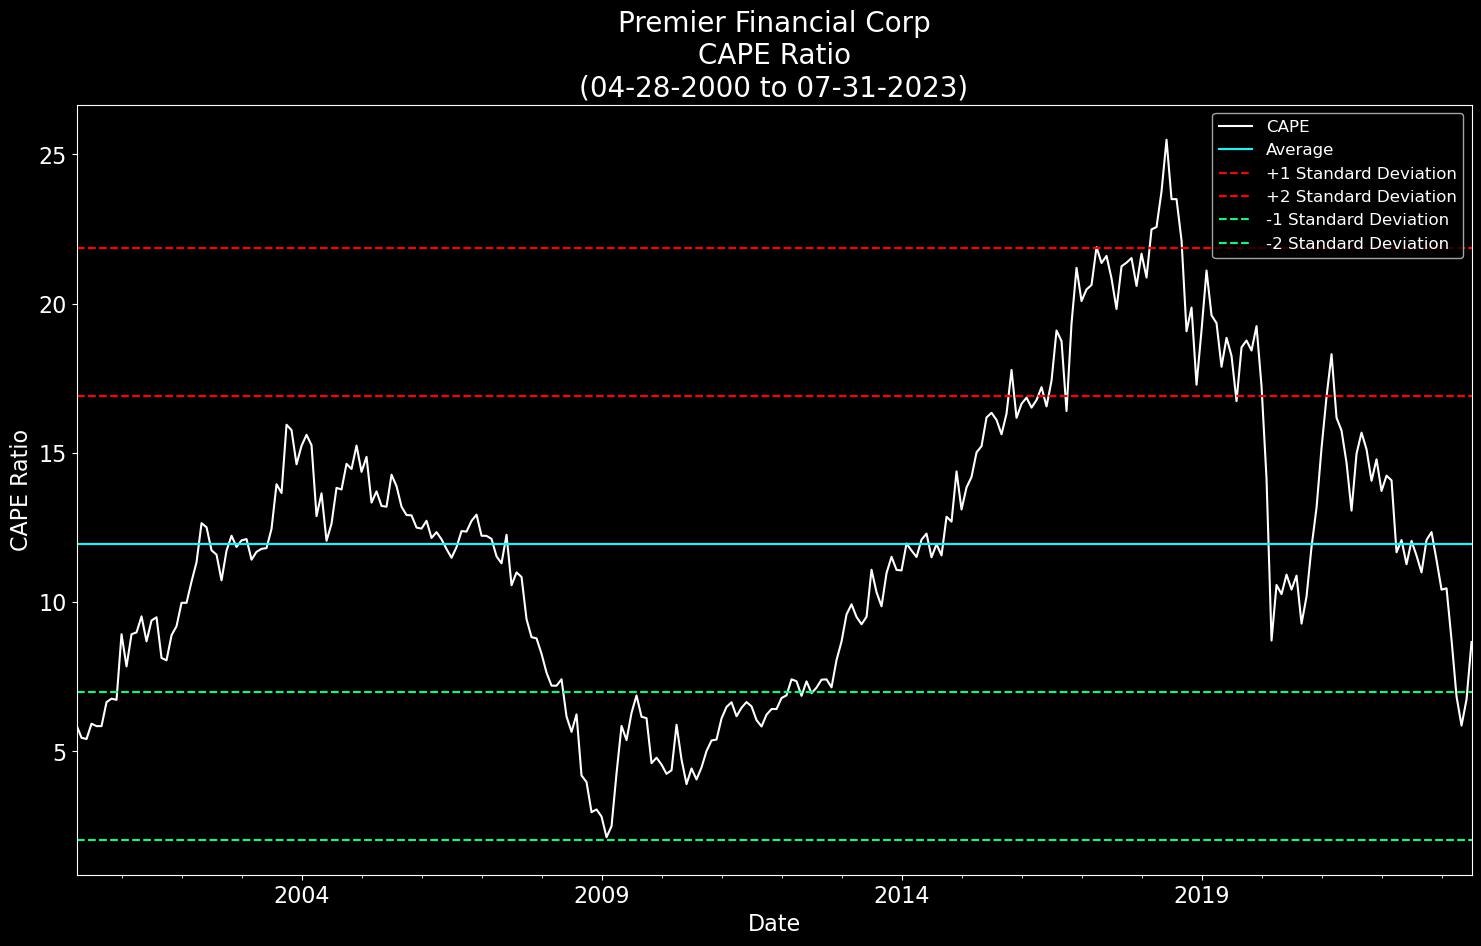 Premier Financial Corp
CAPE Ratio
(04-28-2000 to 07-31-2023)
CAPE
Average
+1 Standard Deviation
+2 Standard Deviation
-1 Standard Deviation
-2 Standard Deviation
25
20
15
10
5
CAPE Ratio
2004 2009 2014 2019
Date